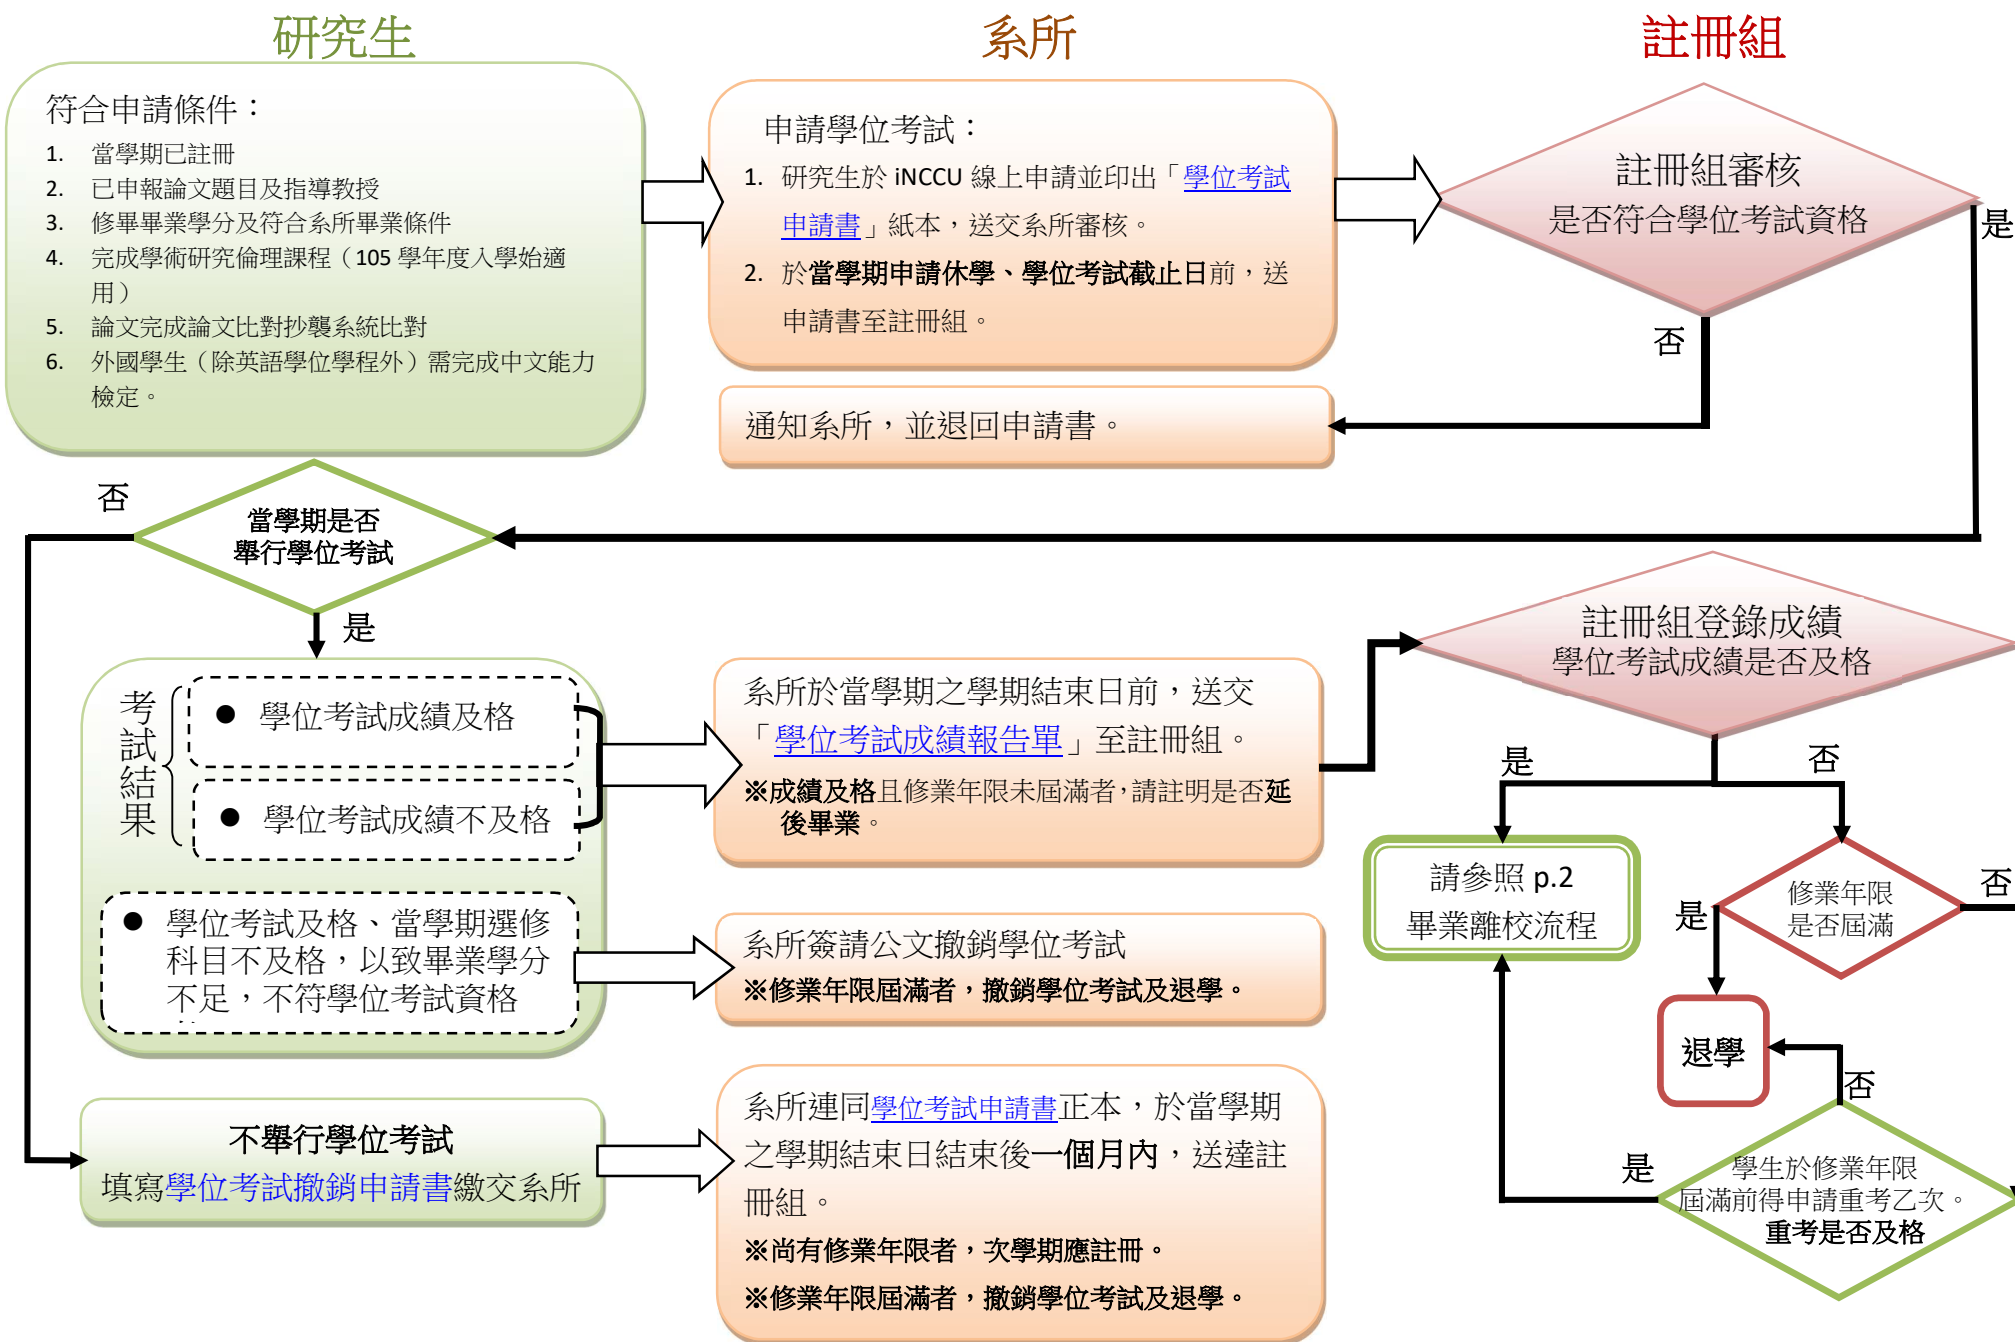 研究生
系所
註冊組
符合申請條件：
1. 當學期已註冊
2. 已申報論文題目及指導教授
3. 修畢畢業學分及符合系所畢業條件
4. 完成學術研究倫理課程（105 學年度入學始適
用）
5. 論文完成論文比對抄襲系統比對
6. 外國學生（除英語學位學程外）需完成中文能力
檢定。
申請學位考試：
1. 研究生於 iNCCU 線上申請並印出「學位考試
申請書」紙本，送交系所審核。
2. 於當學期申請休學、學位考試截止日前，送
申請書至註冊組。
註冊組審核
是否符合學位考試資格
是
否
通知系所，並退回申請書。
否
當學期是否
舉行學位考試
是
考試結果
● 學位考試成績及格
● 學位考試成績不及格
● 學位考試及格、當學期選修
科目不及格，以致畢業學分
不足，不符學位考試資格
系所於當學期之學期結束日前，送交
「學位考試成績報告單」至註冊組。
※成績及格且修業年限未屆滿者，請註明是否延
後畢業。
註冊組登錄成績
學位考試成績是否及格
是
否
請參照 p.2
畢業離校流程
修業年限
是否屆滿
是
否
系所簽請公文撤銷學位考試
※修業年限屆滿者，撤銷學位考試及退學。
退學
否
不舉行學位考試
填寫學位考試撤銷申請書繳交系所
系所連同學位考試申請書正本，於當學期
之學期結束日結束後一個月內，送達註
冊組。
※尚有修業年限者，次學期應註冊。
※修業年限屆滿者，撤銷學位考試及退學。
是
學生於修業年限
屆滿前得申請重考乙次。
重考是否及格